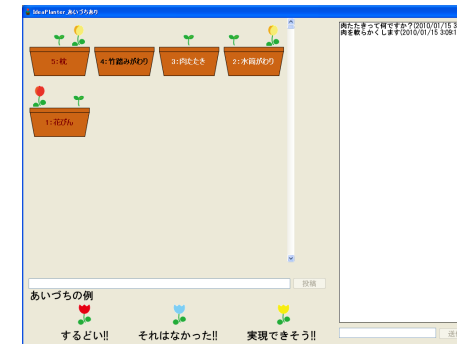 IdeaPlanter_あいづちあり
肉たたきって何ですか？(2010/01/15 3
肉を軟らかくします(2010/01/15 3:09:1
5:枕
4:竹踏みがわり
3:肉たたき
2:水筒がわり
1:花びん
投稿
あいづちの例
するどい!!
それはなかった!!
実現できそう!!
送